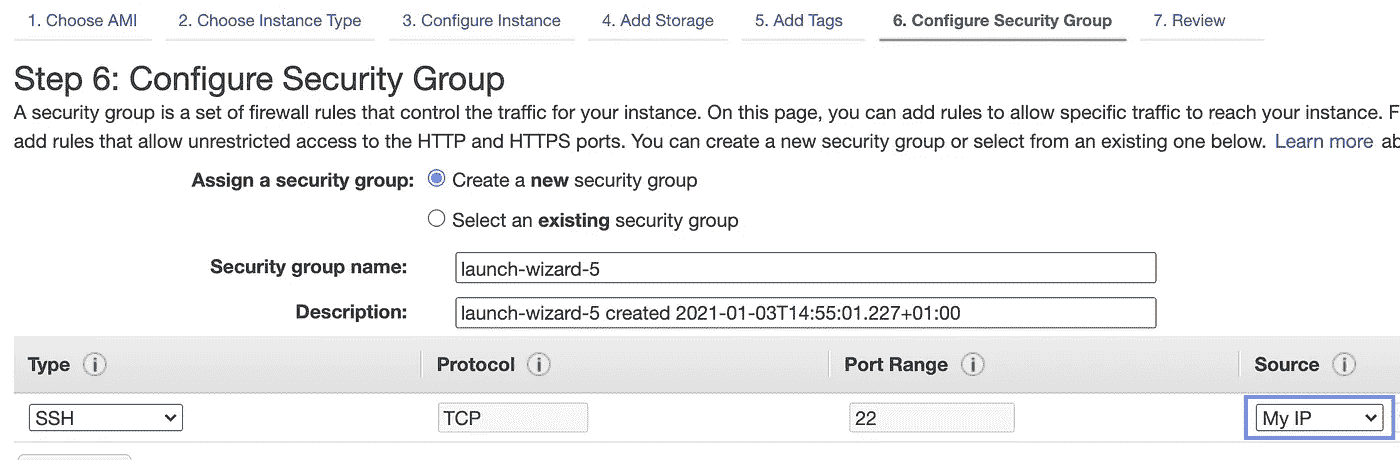 1. Choose AMI 2. Choose Instance Type 3. Configure Instance 4. Add Storage 5. Add Tags 6. Configure Security Group 7. Review
Step 6: Configure Security Group
A security group is a set of firewall rules that control the traffic for your instance. On this page, you can add rules to allow specific traffic to reach your instance. F
add rules that allow unrestricted access to the HTTP and HTTPS ports. You can create a new security group or select from an existing one below. Learn more ab
Assign a security group: Create a new security group
Select an existing security group
Security group name: launch-wizard-5
Description: launch-wizard-5 created 2021-01-03T14:55:01.227+01:00
Type i Protocol i Port Range i Source i
SSH TCP 22 My IP